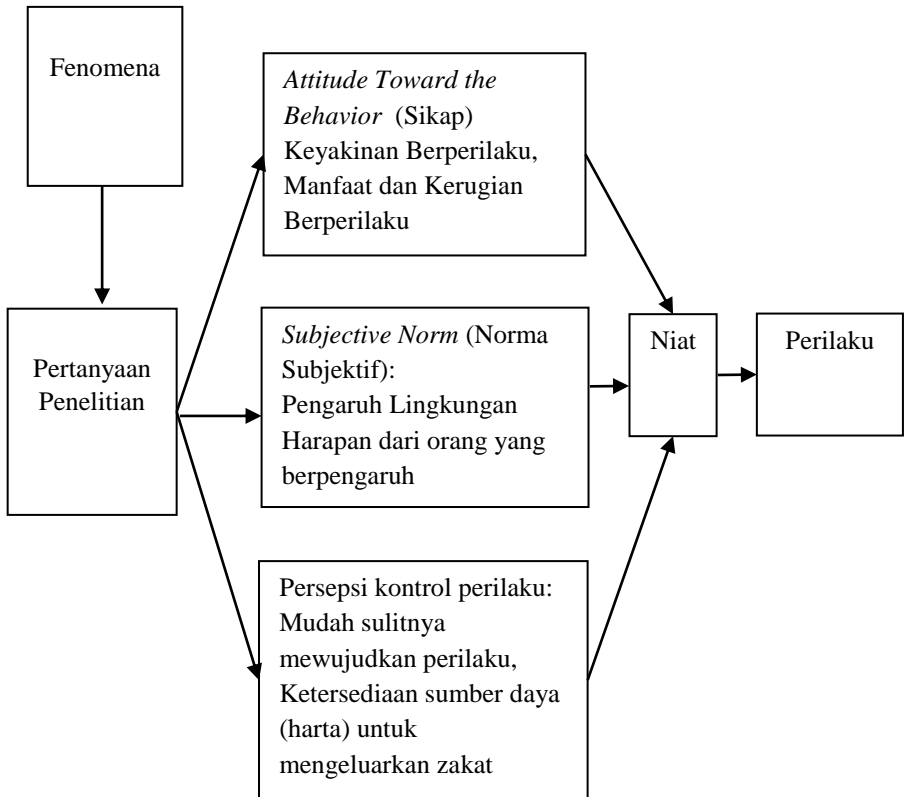 Fenomena
Pertanyaan
Penelitian
Attitude Toward the
Behavior (Sikap)
Keyakinan Berperilaku,
Manfaat dan Kerugian
Berperilaku
Subjective Norm (Norma
Subjektif):
Pengaruh Lingkungan
Harapan dari orang yang
berpengaruh
Persepsi kontrol perilaku:
Mudah sulitnya
mewujudkan perilaku,
Ketersediaan sumber daya
(harta) untuk
mengeluarkan zakat
Niat
Perilaku